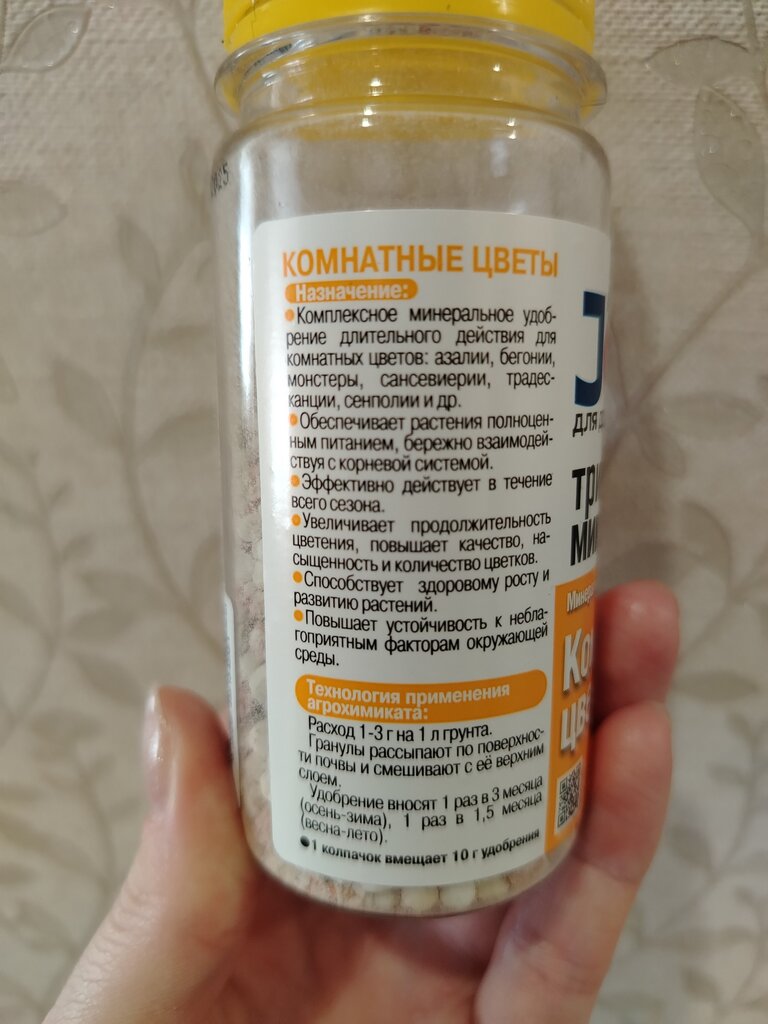 КОМНАТНЫЕ ЦВЕТЫ
Назначение:
•Комплексное минеральное удоб-
рение длительного действия для
комнатных цветов: азалии, бегонии,
монстеры, сансевиерии, традес-
канции, сенполии и др.
•Обеспечивает растения полноцен-
ным питанием, бережно взаимодей-
ствуя с корневой системой.
•Эффективно действует в течение
всего сезона.
•Увеличивает продолжительность
цветения, повышает качество, на-
сыщенность и количество цветков.
•Способствует здоровому росту и
развитию растений.
•Повышает устойчивость к небла-
гоприятным факторам окружающей
среды.
Технология применения
агрохимиката:
Расход 1-3 г на 1 л грунта.
Гранулы рассыпают по поверхнос-
ти почвы и смешивают с её верхним
слоем.
Удобрение вносят 1 раз в 3 месяца
(осень-зима), 1 раз в 1,5 месяца
(весна-лето).
•1 колпачок вмещает 10 г удобрения
J
для